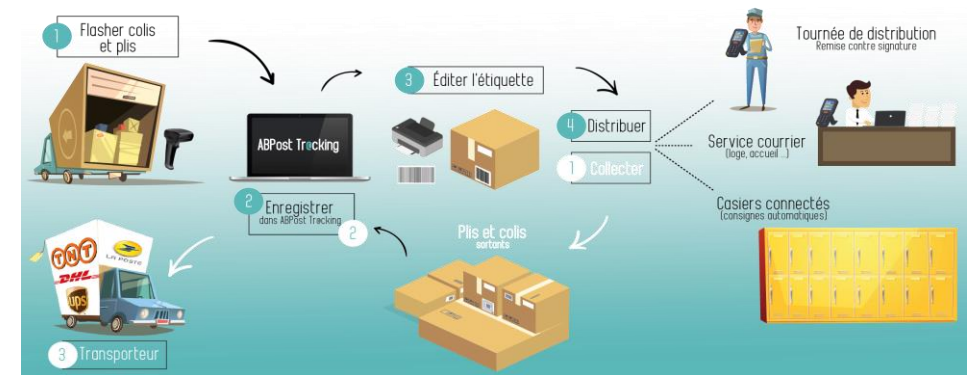 1 Flasher colis
et plis
ABPost Tracking
3 Éditer l'étiquette
4 Distribuer
1 Collecter
Tournée de distribution
Remise contre signature
Service courrier
(loge, accueil ...)
Casiers connectés
(consignes automatiques)
2 Enregistrer
dans ABPost Tracking
2
Plis et colis
sortants
TNT
LA POSTE
DHL
ups
3 Transporteur